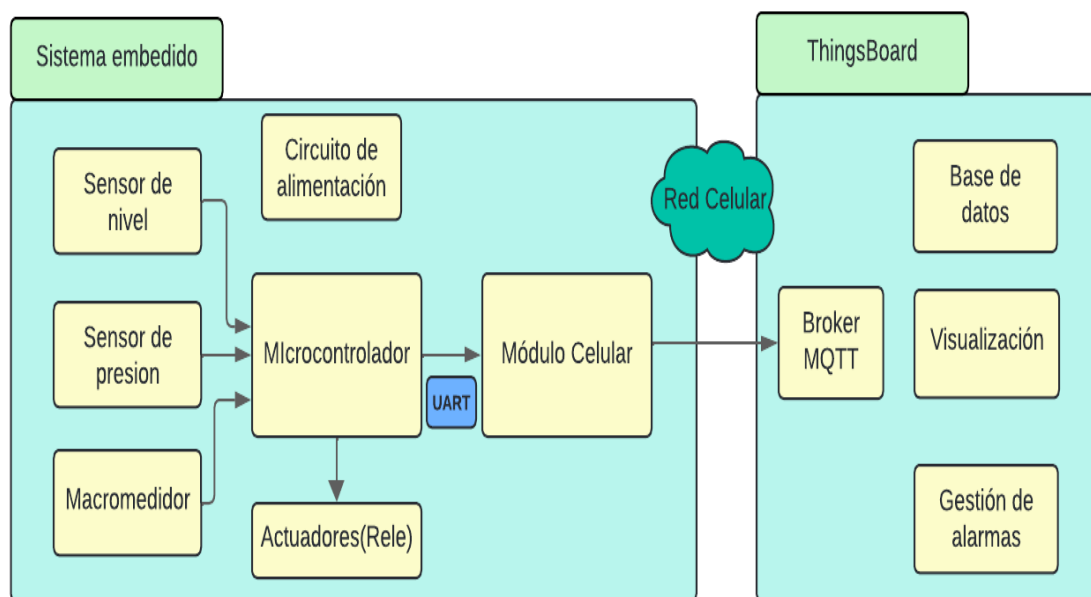 Sistema embedido
Circuito de
alimentación
Sensor de
nivel
Sensor de
presion
Macromedidor
MIcrocontrolador
UART
Módulo Celular
Actuadores(Rele)
Red Celular
ThingsBoard
Base de
datos
Broker
MQTT
Visualización
Gestión de
alarmas